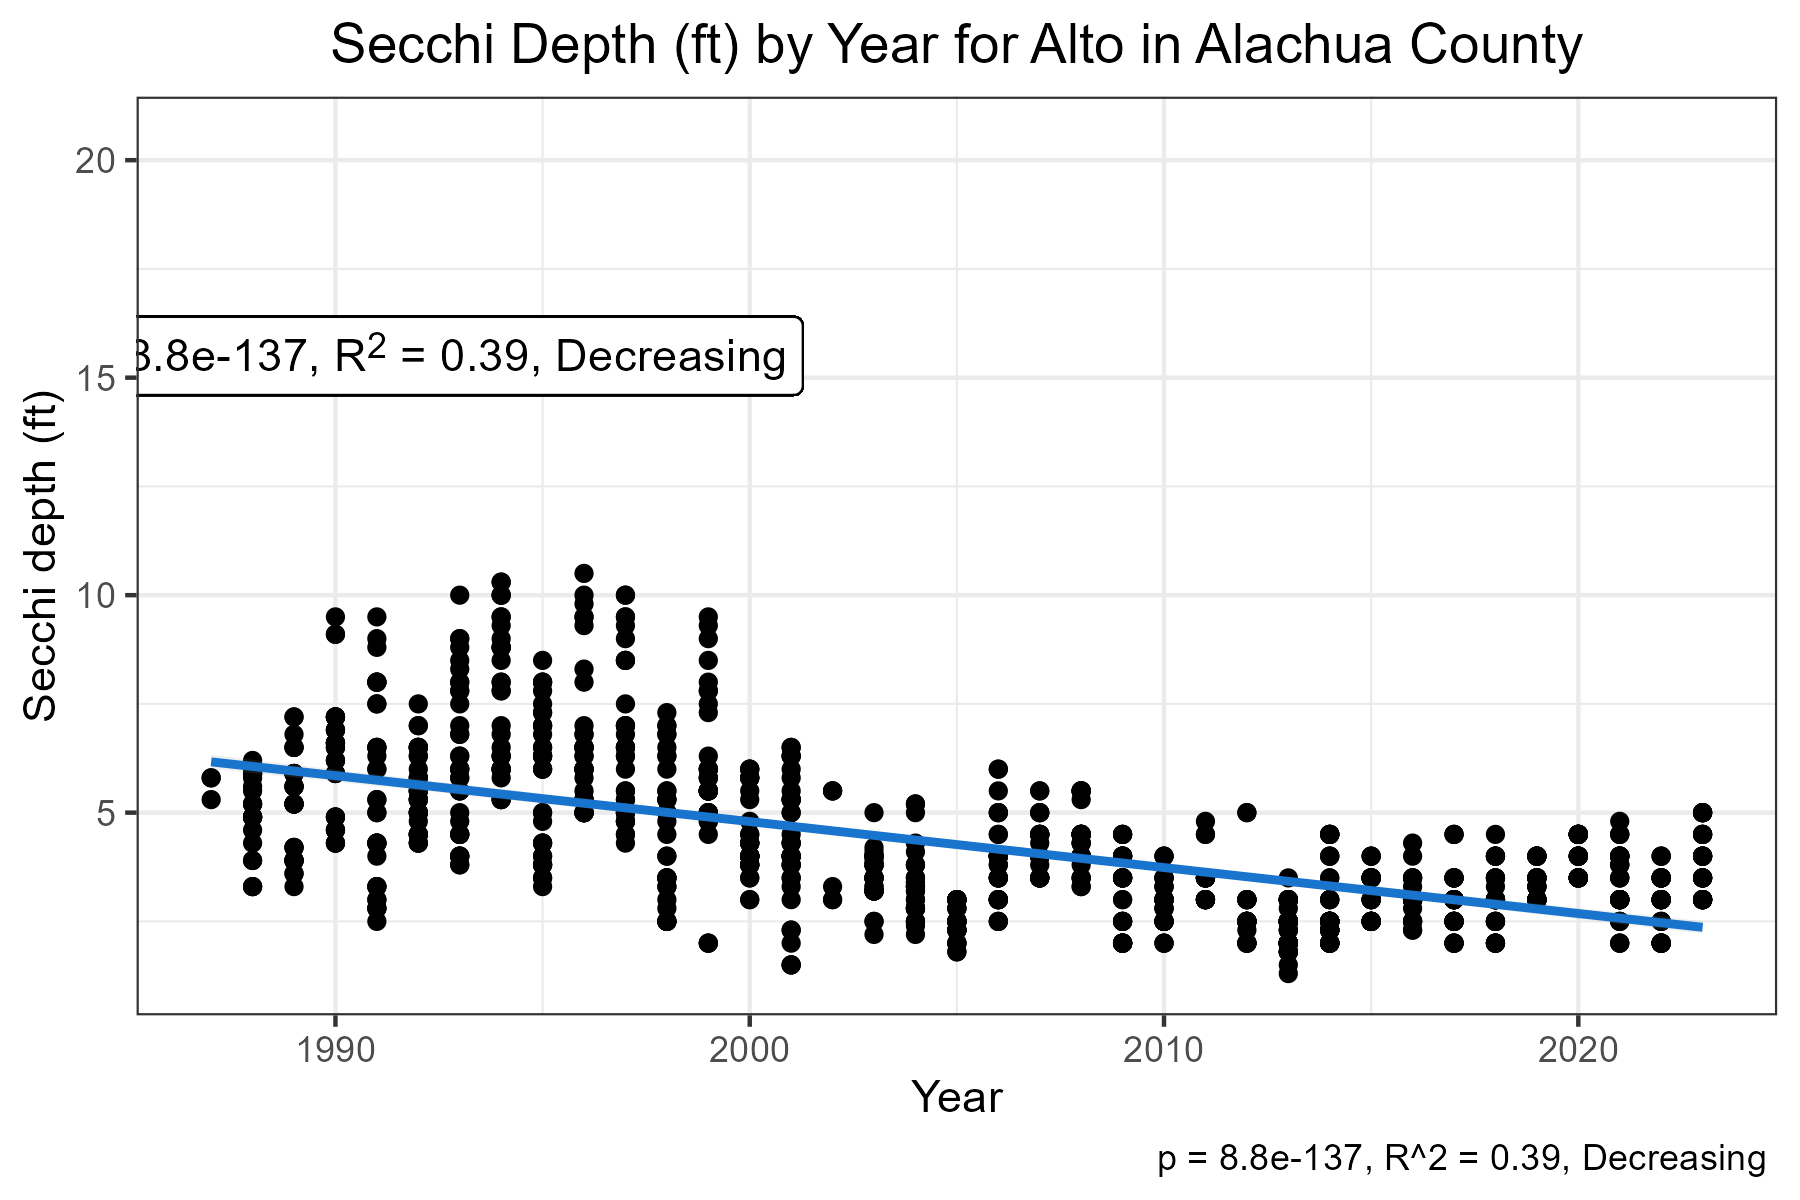 Secchi Depth (ft) by Year for Alto in Alachua County
20
15
10
5
Secchi depth (ft)
8.8e-137, R² = 0.39, Decreasing
1990 2000 2010 2020
Year
p = 8.8e-137, R^2 = 0.39, Decreasing